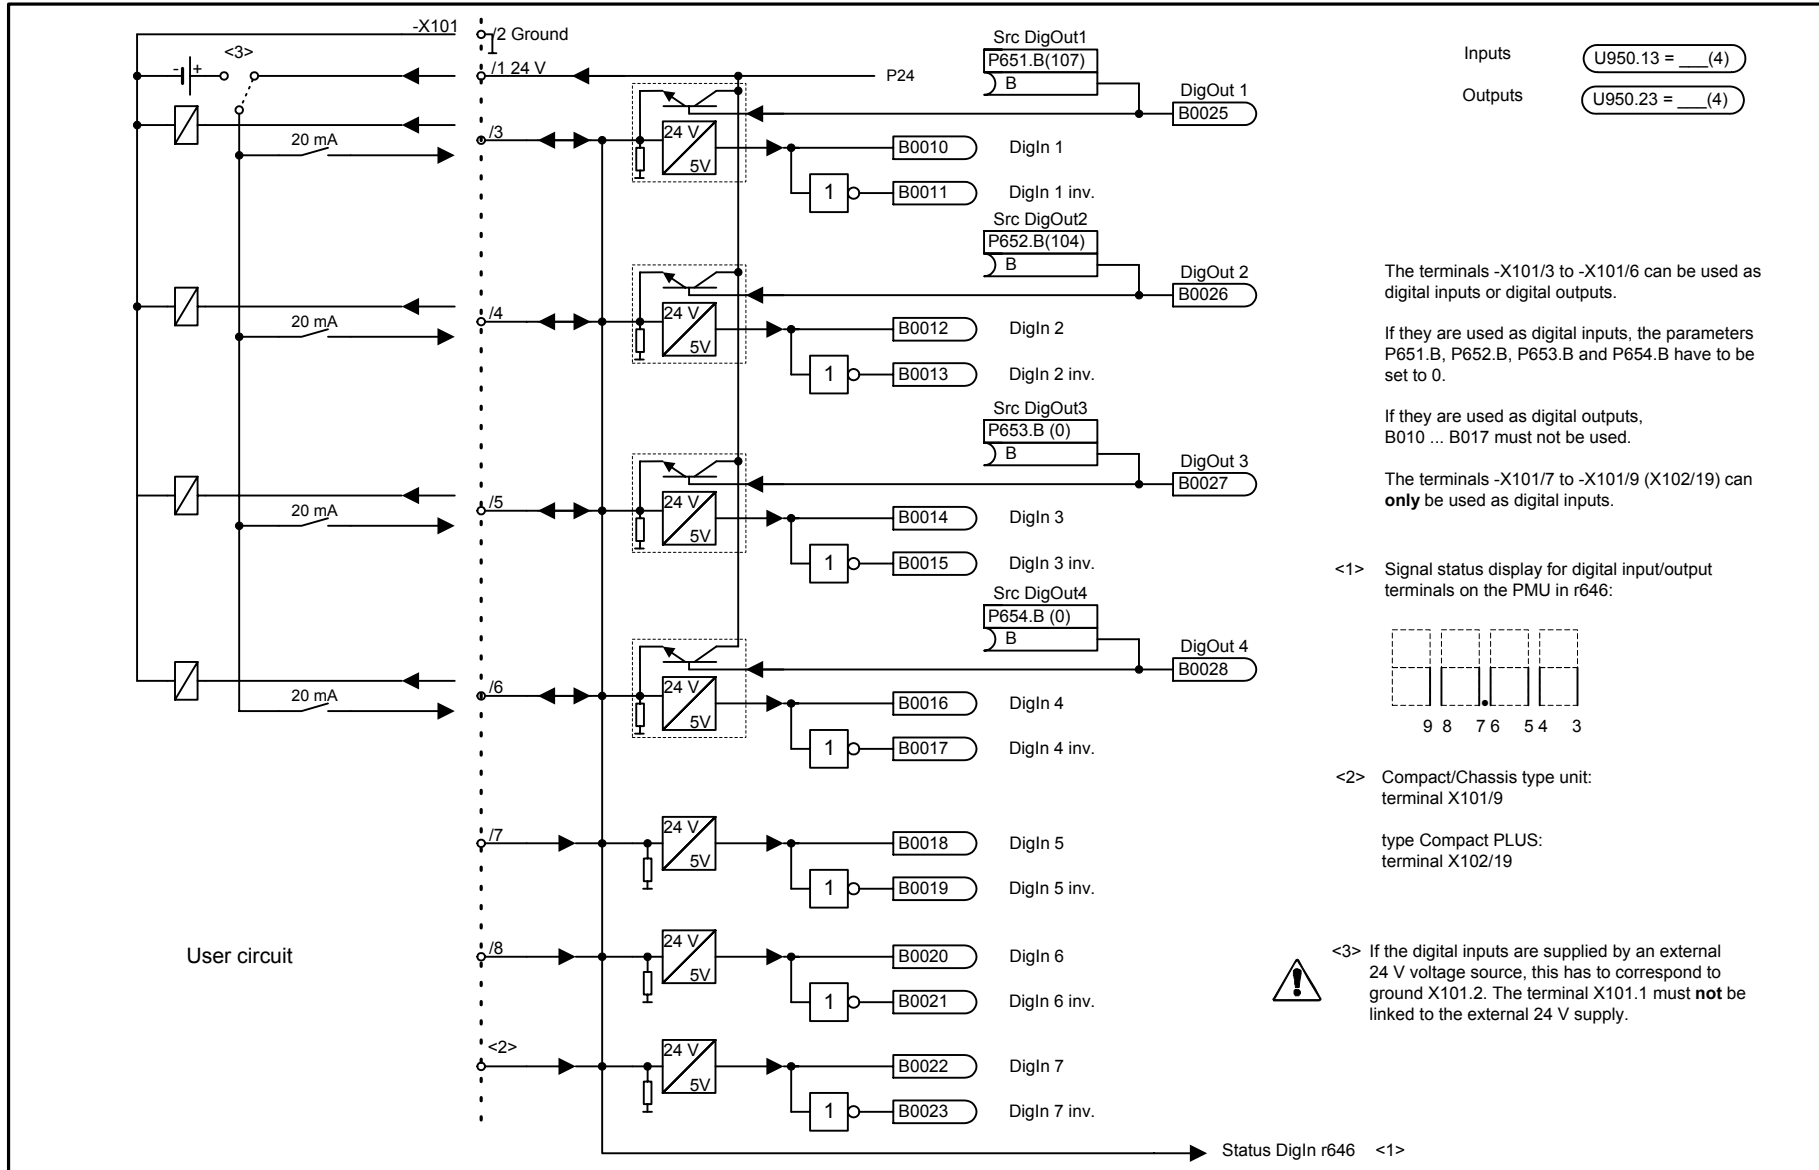 -X101
/2 Ground
<3>
- +
/1 24 V
P24
Src DigOut1
P651.B(107)
B
DigOut 1
B0025
Inputs
U950.13 = ___(4)
Outputs
U950.23 = ___(4)
/3
20 mA
24 V
5V
B0010
DigIn 1
1
B0011
DigIn 1 inv.
Src DigOut2
P652.B(104)
B
DigOut 2
B0026
/4
20 mA
24 V
5V
B0012
DigIn 2
1
B0013
DigIn 2 inv.
Src DigOut3
P653.B (0)
B
DigOut 3
B0027
/5
20 mA
24 V
5V
B0014
DigIn 3
1
B0015
DigIn 3 inv.
Src DigOut4
P654.B (0)
B
DigOut 4
B0028
/6
20 mA
24 V
5V
B0016
DigIn 4
1
B0017
DigIn 4 inv.
/7
24 V
5V
B0018
DigIn 5
1
B0019
DigIn 5 inv.
User circuit
/8
24 V
5V
B0020
DigIn 6
1
B0021
DigIn 6 inv.
<2>
24 V
5V
B0022
DigIn 7
1
B0023
DigIn 7 inv.
Status DigIn r646 <1>
The terminals -X101/3 to -X101/6 can be used as
digital inputs or digital outputs.
If they are used as digital inputs, the parameters
P651.B, P652.B, P653.B and P654.B have to be
set to 0.
If they are used as digital outputs,
B010 ... B017 must not be used.
The terminals -X101/7 to -X101/9 (X102/19) can
only be used as digital inputs.
<1> Signal status display for digital input/output
terminals on the PMU in r646:
9 8 7 6 5 4 3
<2> Compact/Chassis type unit:
terminal X101/9
type Compact PLUS:
terminal X102/19
<3> If the digital inputs are supplied by an external
24 V voltage source, this has to correspond to
ground X101.2. The terminal X101.1 must not be
linked to the external 24 V supply.